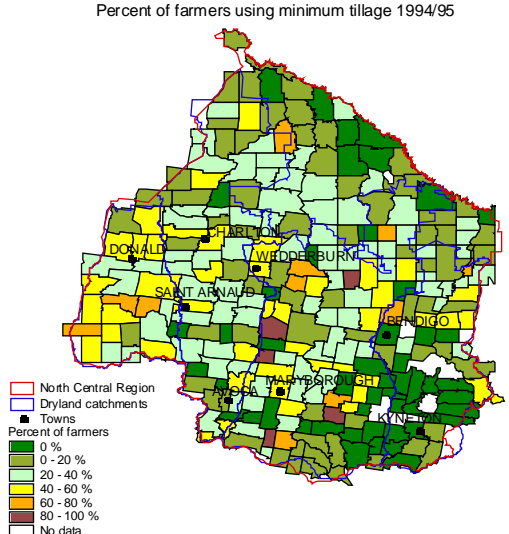 Percent of farmers using minimum tillage 1994/95
CHARLTON
DONALD
WEDDERBURN
SAINT ARNAUD
BENDIGO
MARYBOROUGH
AVOCA
KYNETON
North Central Region
Dryland catchments
Towns
Percent of farmers
0 %
0 - 20 %
20 - 40 %
40 - 60 %
60 - 80 %
80 - 100 %
No data